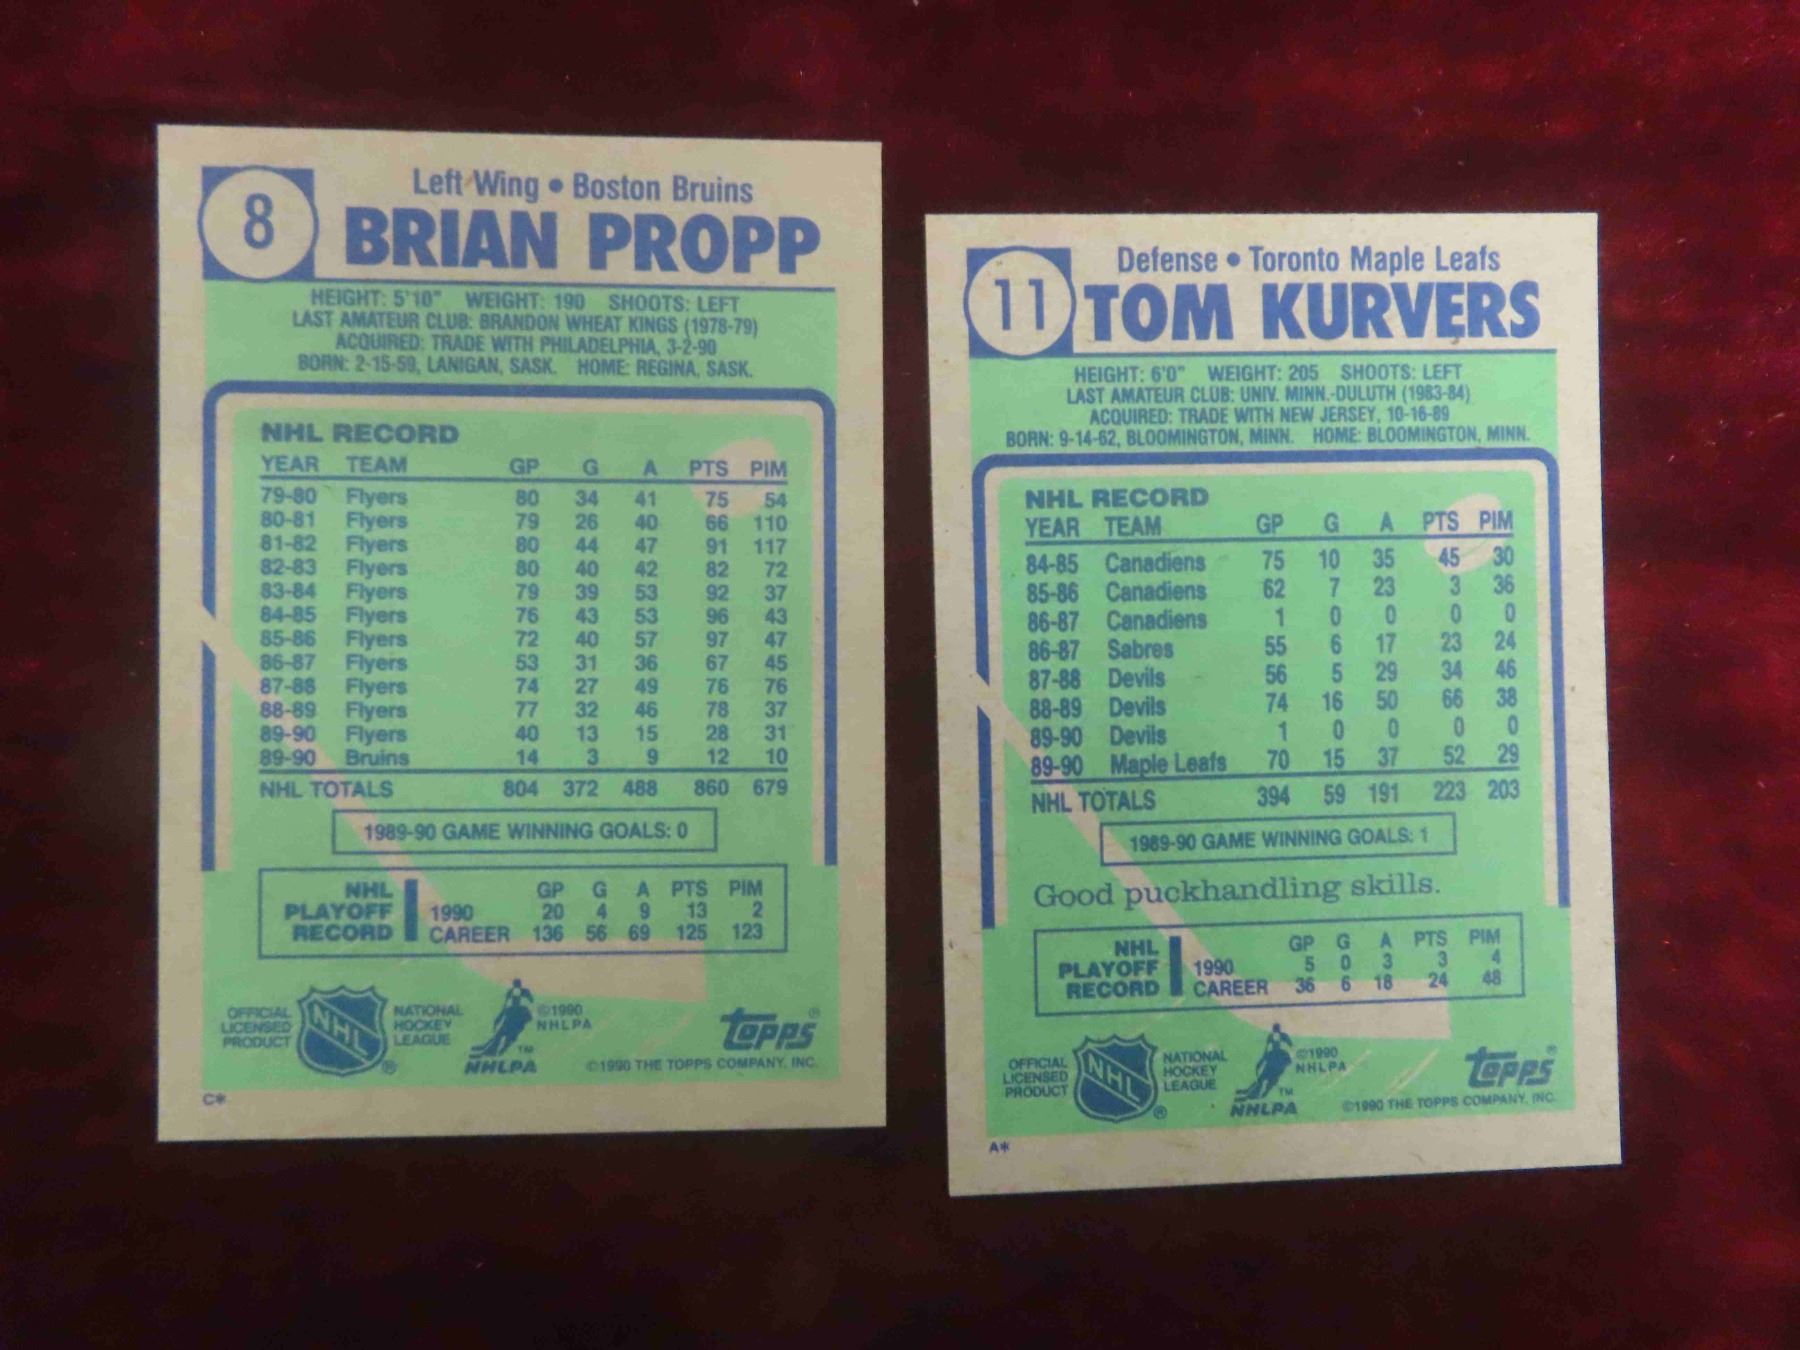 8
Left Wing • Boston Bruins
BRIAN PROPP
HEIGHT: 5'10" WEIGHT: 190 SHOOTS: LEFT
LAST AMATEUR CLUB: BRANDON WHEAT KINGS (1978-79)
ACQUIRED: TRADE WITH PHILADELPHIA, 3-2-90
BORN: 2-15-59, LANIGAN, SASK. HOME: REGINA, SASK.
NHL RECORD
YEAR TEAM GP G A PTS PIM
79-80 Flyers 80 34 41 75 54
80-81 Flyers 79 26 40 66 110
81-82 Flyers 80 44 47 91 117
82-83 Flyers 80 40 42 82 72
83-84 Flyers 79 39 53 92 37
84-85 Flyers 76 43 53 96 43
85-86 Flyers 72 40 57 97 47
86-87 Flyers 53 31 36 67 45
87-88 Flyers 74 27 49 76 76
88-89 Flyers 77 32 46 78 37
89-90 Flyers 40 13 15 28 31
89-90 Bruins 14 3 9 12 10
NHL TOTALS 804 372 488 860 679
1989-90 GAME WINNING GOALS: 0
NHL PLAYOFF RECORD
GP G A PTS PIM
1990 20 4 9 13 2
CAREER 136 56 69 125 123
OFFICIAL LICENSED PRODUCT
NHL
®
NATIONAL HOCKEY LEAGUE
TM
NHLPA
©1990 NHLPA
TOPPS®
©1990 THE TOPPS COMPANY, INC.
C*
11
Defense • Toronto Maple Leafs
TOM KURVERS
HEIGHT: 6'0" WEIGHT: 205 SHOOTS: LEFT
LAST AMATEUR CLUB: UNIV. MINN.-DULUTH (1983-84)
ACQUIRED: TRADE WITH NEW JERSEY, 10-16-89
BORN: 9-14-62, BLOOMINGTON, MINN. HOME: BLOOMINGTON, MINN.
NHL RECORD
YEAR TEAM GP G A PTS PIM
84-85 Canadiens 75 10 35 45 30
85-86 Canadiens 62 7 23 3 36
86-87 Canadiens 1 0 0 0 0
86-87 Sabres 55 6 17 23 24
87-88 Devils 56 5 29 34 46
88-89 Devils 74 16 50 66 38
89-90 Devils 1 0 0 0 0
89-90 Maple Leafs 70 15 37 52 29
NHL TOTALS 394 59 191 223 203
1989-90 GAME WINNING GOALS: 1
Good puckhandling skills.
NHL PLAYOFF RECORD
GP G A PTS PIM
1990 5 0 3 3 4
CAREER 36 6 18 24 48
OFFICIAL LICENSED PRODUCT
NHL
®
NATIONAL HOCKEY LEAGUE
TM
NHLPA
©1990 NHLPA
TOPPS®
©1990 THE TOPPS COMPANY, INC.
A*